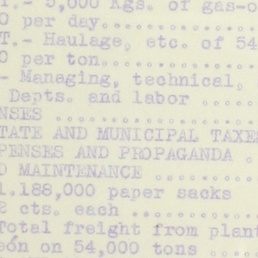 1.- 5,000 Kgs. of gas-o
0 per day....................
T.- Haulage, etc. of 54
0 per ton....................
- Managing, technical,
Depts. and labor ........
NSES ........................
TATE AND MUNICIPAL TAXE
PENSES AND PROPAGANDA .
D MAINTENANCE ...........
1.188,000 paper sacks
2 cts. each ................
Total freight from plant
eón on 54,000 tons .....